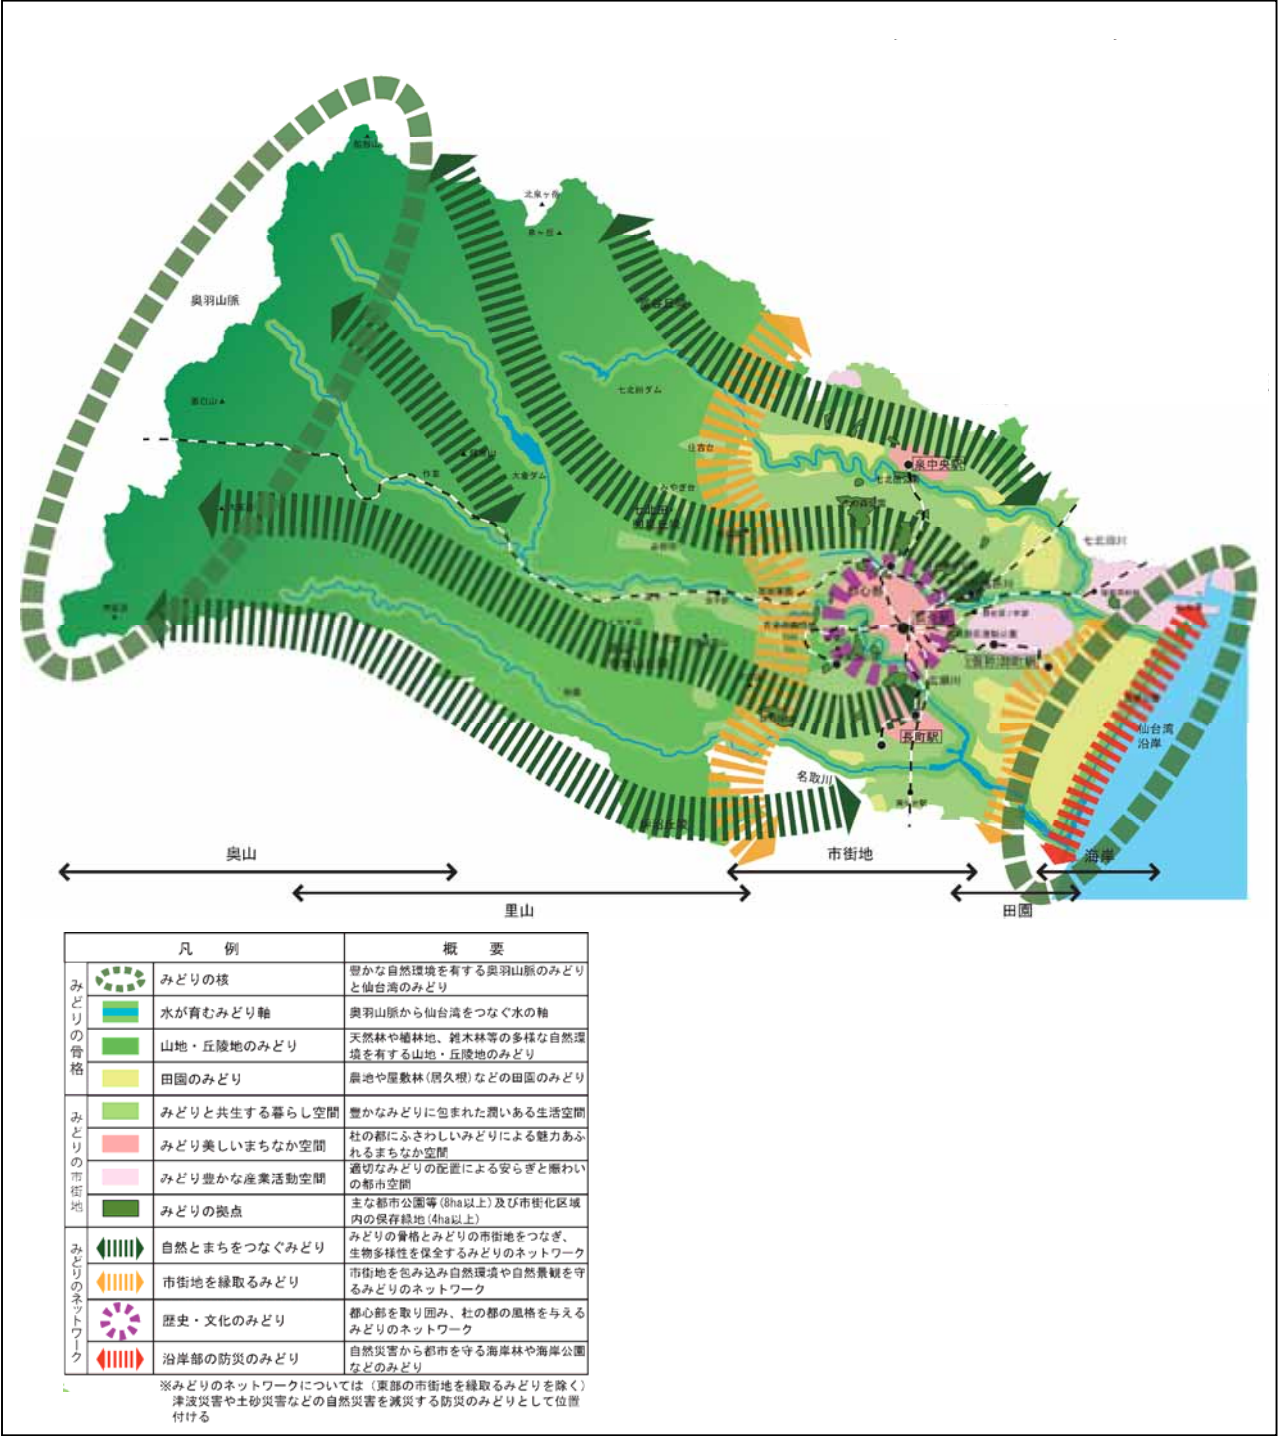 船形山
北泉ヶ岳
泉ヶ岳
奥羽山脈
七北田ダム
住吉台
泉中央駅
作並
大倉ダム
みやぎ台
七北田川
都心部
広瀬川
長町駅
名取川
仙台湾
沿岸
奥山
市街地
海岸
里山
田園
凡 例
概 要
みどりの骨格
みどりの核
豊かな自然環境を有する奥羽山脈のみどり
と仙台湾のみどり
水が育むみどり軸
奥羽山脈から仙台湾をつなぐ水の軸
山地・丘陵地のみどり
天然林や植林地、雑木林等の多様な自然環
境を有する山地・丘陵地のみどり
田園のみどり
農地や屋敷林(居久根)などの田園のみどり
みどりの市街地
みどりと共生する暮らし空間
豊かなみどりに包まれた潤いある生活空間
みどり美しいまちなか空間
杜の都にふさわしいみどりによる魅力あふ
れるまちなか空間
みどり豊かな産業活動空間
適切なみどりの配置による安らぎと賑わい
の都市空間
みどりの拠点
主な都市公園等(8ha以上)及び市街化区域
内の保存緑地(4ha以上)
みどりのネットワーク
自然とまちをつなぐみどり
みどりの骨格とみどりの市街地をつなぎ、
生物多様性を保全するみどりのネットワーク
市街地を縁取るみどり
市街地を包み込み自然環境や自然景観を守
るみどりのネットワーク
歴史・文化のみどり
都心部を取り囲み、杜の都の風格を与える
みどりのネットワーク
沿岸部の防災のみどり
自然災害から都市を守る海岸林や海岸公園
などのみどり
※みどりのネットワークについては（東部の市街地を縁取るみどりを除く）
津波災害や土砂災害などの自然災害を減災する防災のみどりとして位置
付ける